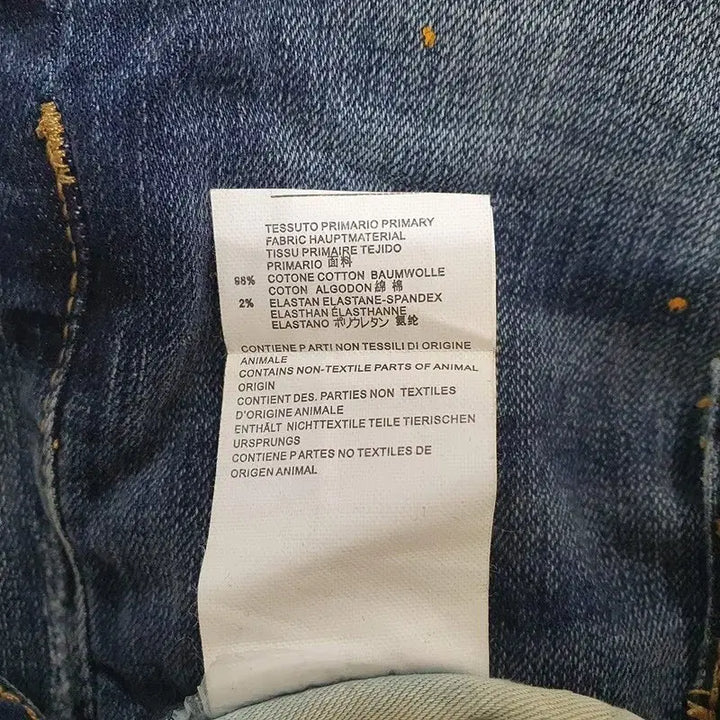 TESSUTO PRIMARIO PRIMARY
FABRIC HAUPTMATERIAL
TISSU PRIMAIRE TEJIDO
PRIMARIO 面料
98% COTONE COTTON BAUMWOLLE
COTON ALGODON 綿 棉
2% ELASTAN ELASTANE-SPANDEX
ELASTHAN ÉLASTHANNE
ELASTANO ポリウレタン 氨纶
CONTIENE PARTI NON TESSILI DI ORIGINE
ANIMALE
CONTAINS NON-TEXTILE PARTS OF ANIMAL
ORIGIN
CONTIENT DES. PARTIES NON TEXTILES
D'ORIGINE ANIMALE
ENTHÄLT NICHTTEXTILE TEILE TIERISCHEN
URSPRUNGS
CONTIENE PARTES NO TEXTILES DE
ORIGEN ANIMAL